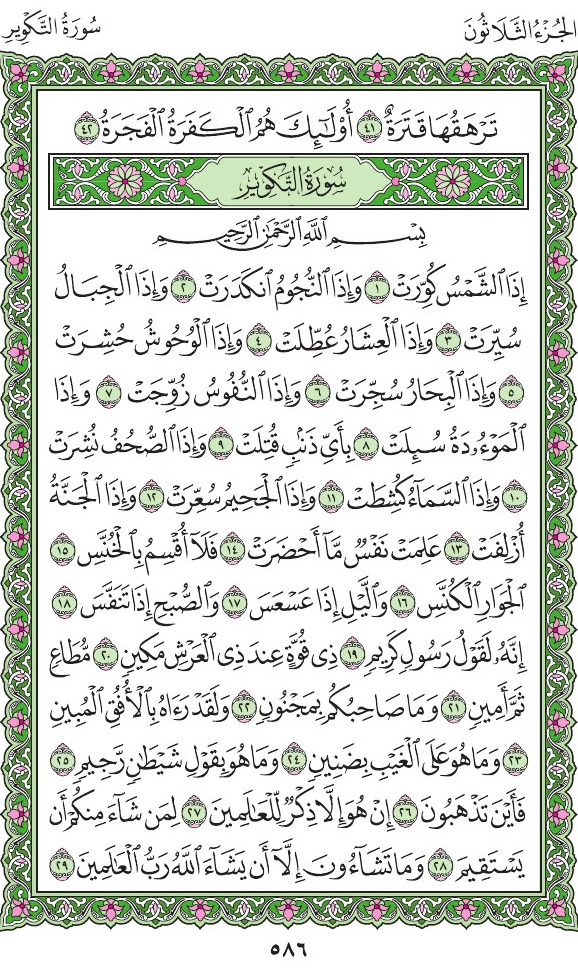 الجُزْءُ الثَّلَاثُونَ
سُورَةُ التَّكْوِيرِ
تَرْهَقُهَا قَتَرَةٌ ٤١ أُوْلَٰٓئِكَ هُمُ ٱلْكَفَرَةُ ٱلْفَجَرَةُ ٤٢
سُورَةُ التَّكْوِيرِ
بِسْمِ ٱللَّهِ ٱلرَّحْمَٰنِ ٱلرَّحِيمِ
إِذَا ٱلشَّمْسُ كُوِّرَتْ ١ وَإِذَا ٱلنُّجُومُ ٱنكَدَرَتْ ٢ وَإِذَا ٱلْجِبَالُ
سُيِّرَتْ ٣ وَإِذَا ٱلْعِشَارُ عُطِّلَتْ ٤ وَإِذَا ٱلْوُحُوشُ حُشِرَتْ
٥ وَإِذَا ٱلْبِحَارُ سُجِّرَتْ ٦ وَإِذَا ٱلنُّفُوسُ زُوِّجَتْ ٧ وَإِذَا
ٱلْمَوْءُۥدَةُ سُئِلَتْ ٨ بِأَيِّ ذَنۢبٍ قُتِلَتْ ٩ وَإِذَا ٱلصُّحُفُ نُشِرَتْ
١٠ وَإِذَا ٱلسَّمَآءُ كُشِطَتْ ١١ وَإِذَا ٱلْجَحِيمُ سُعِّرَتْ ١٢ وَإِذَا ٱلْجَنَّةُ
أُزْلِفَتْ ١٣ عَلِمَتْ نَفْسٌ مَّآ أَحْضَرَتْ ١٤ فَلَآ أُقْسِمُ بِٱلْخُنَّسِ ١٥
ٱلْجَوَارِ ٱلْكُنَّسِ ١٦ وَٱلَّيْلِ إِذَا عَسْعَسَ ١٧ وَٱلصُّبْحِ إِذَا تَنَفَّسَ ١٨
إِنَّهُۥ لَقَوْلُ رَسُولٍ كَرِيمٍ ١٩ ذِى قُوَّةٍ عِندَ ذِى ٱلْعَرْشِ مَكِينٍ ٢٠ مُّطَاعٍ
ثَمَّ أَمِينٍ ٢١ وَمَا صَاحِبُكُم بِمَجْنُونٍ ٢٢ وَلَقَدْ رَءَاهُ بِٱلْأُفُقِ ٱلْمُبِينِ
٢٣ وَمَا هُوَ عَلَى ٱلْغَيْبِ بِضَنِينٍ ٢٤ وَمَا هُوَ بِقَوْلِ شَيْطَٰنٍ رَّجِيمٍ ٢٥
فَأَيْنَ تَذْهَبُونَ ٢٦ إِنْ هُوَ إِلَّا ذِكْرٌ لِّلْعَٰلَمِينَ ٢٧ لِمَن شَآءَ مِنكُمْ أَن
يَسْتَقِيمَ ٢٨ وَمَا تَشَآءُونَ إِلَّآ أَن يَشَآءَ ٱللَّهُ رَبُّ ٱلْعَٰلَمِينَ ٢٩
٥٨٦